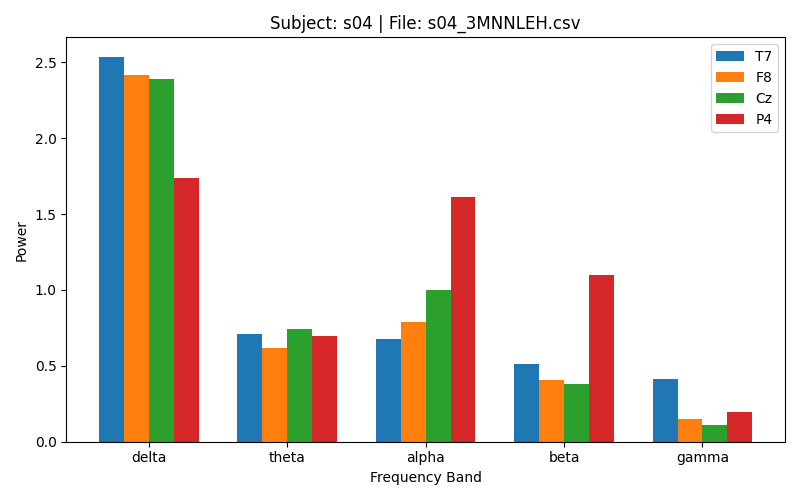 Subject: s04 | File: s04_3MNNLEH.csv
T7
F8
Cz
P4
Power
2.5
2.0
1.5
1.0
0.5
0.0
delta theta alpha beta gamma
Frequency Band